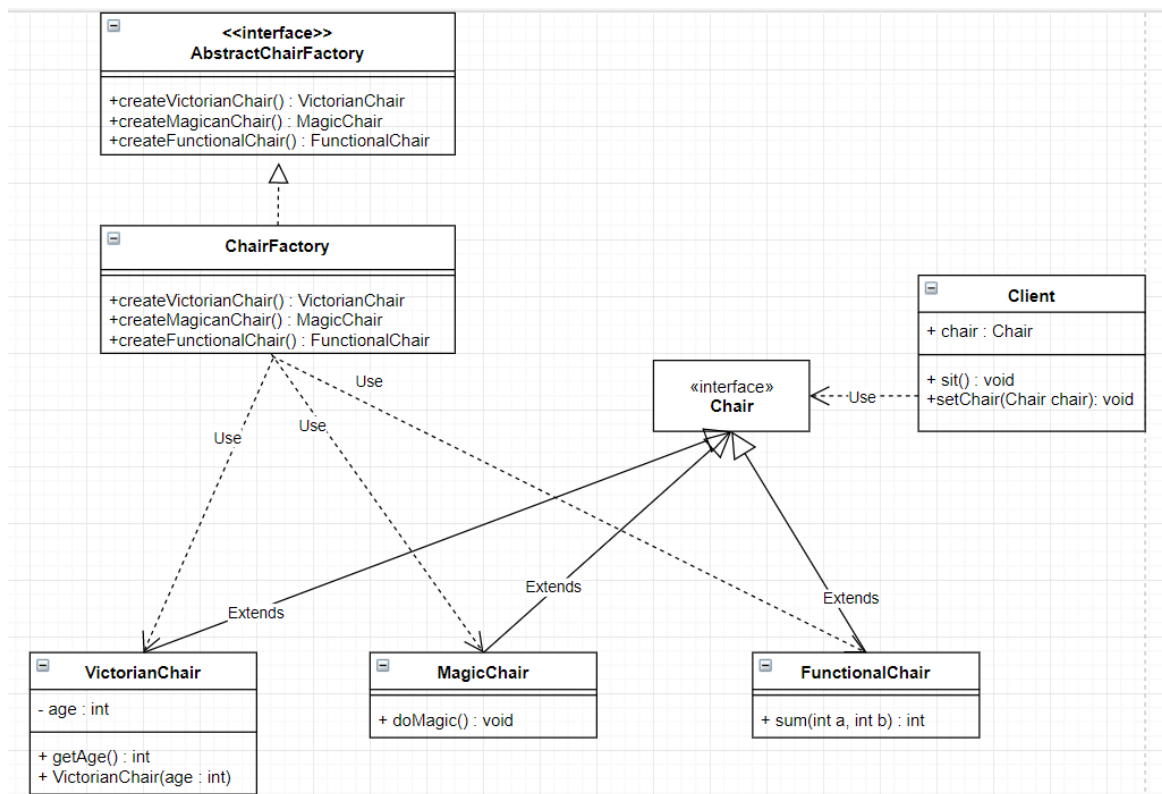 <<interface>>
AbstractChairFactory
+createVictorianChair() : VictorianChair
+createMagicanChair() : MagicChair
+createFunctionalChair() : FunctionalChair
ChairFactory
+createVictorianChair() : VictorianChair
+createMagicanChair() : MagicChair
+createFunctionalChair() : FunctionalChair
Client
+ chair : Chair
+ sit() : void
+setChair(Chair chair): void
«interface»
Chair
Use
Use
Use
Use
Extends
Extends
Extends
VictorianChair
- age : int
+ getAge() : int
+ VictorianChair(age : int)
MagicChair
+ doMagic() : void
FunctionalChair
+ sum(int a, int b) : int